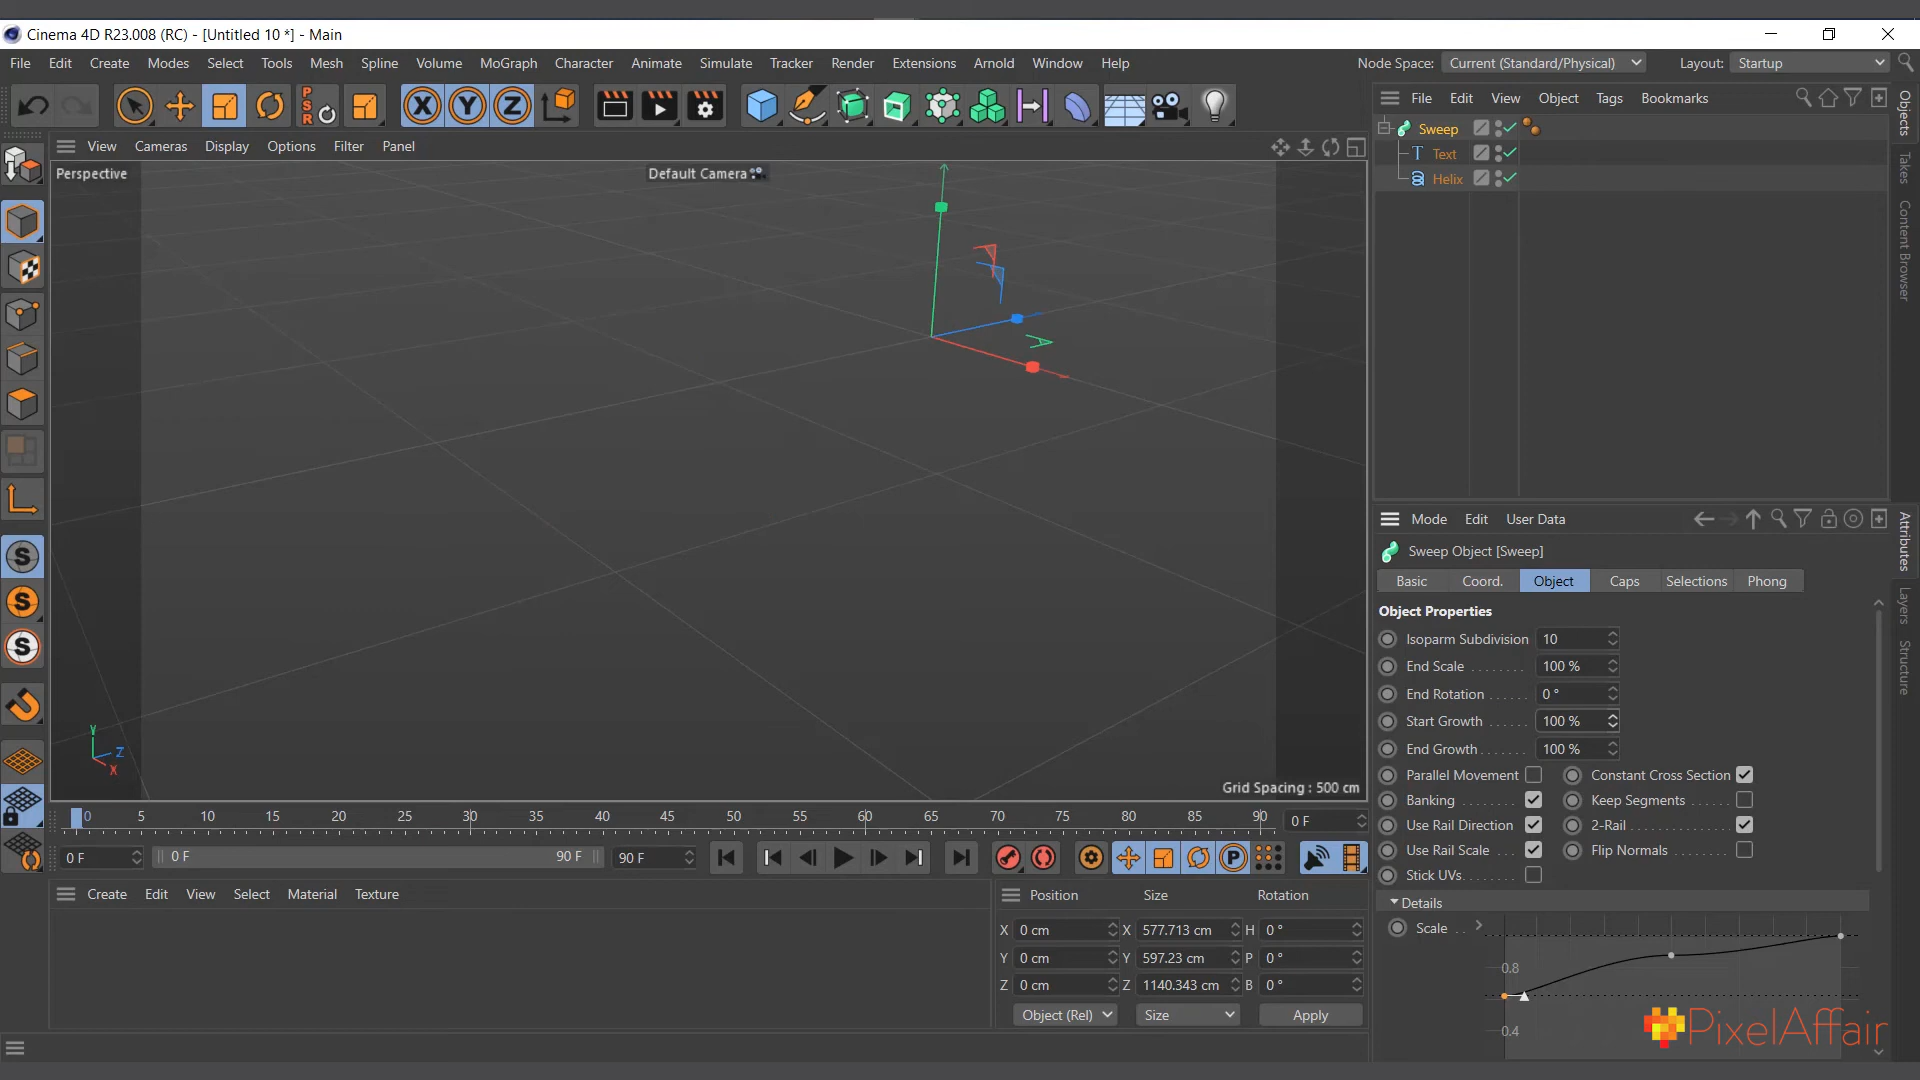 Cinema 4D R23.008 (RC) - [Untitled 10 *] - Main
File Edit Create Modes Select Tools Mesh Spline Volume MoGraph Character Animate Simulate Tracker Render Extensions Arnold Window Help
Node Space: Current (Standard/Physical) Layout: Startup
P
S
R
X Y Z
View Cameras Display Options Filter Panel
Perspective
Default Camera
Y
Z
X
Grid Spacing : 500 cm
S
S
S
File Edit View Object Tags Bookmarks
Sweep
Text
Helix
Objects
Takes
Content Browser
Mode Edit User Data
Sweep Object [Sweep]
Basic Coord. Object Caps Selections Phong
Object Properties
Isoparm Subdivision 10
End Scale 100 %
End Rotation 0 °
Start Growth 100 %
End Growth 100 %
Parallel Movement Constant Cross Section
Banking Keep Segments
Use Rail Direction 2-Rail
Use Rail Scale Flip Normals
Stick UVs
Details
Scale
0.8
0.4
PixelAffair
Attributes
Layers
Structure
0 5 10 15 20 25 30 35 40 45 50 55 60 65 70 75 80 85 90 0 F
0 F 0 F 90 F 90 F
P
Create Edit View Select Material Texture
Position Size Rotation
X 0 cm X 577.713 cm H 0 °
Y 0 cm Y 597.23 cm P 0 °
Z 0 cm Z 1140.343 cm B 0 °
Object (Rel) Size Apply